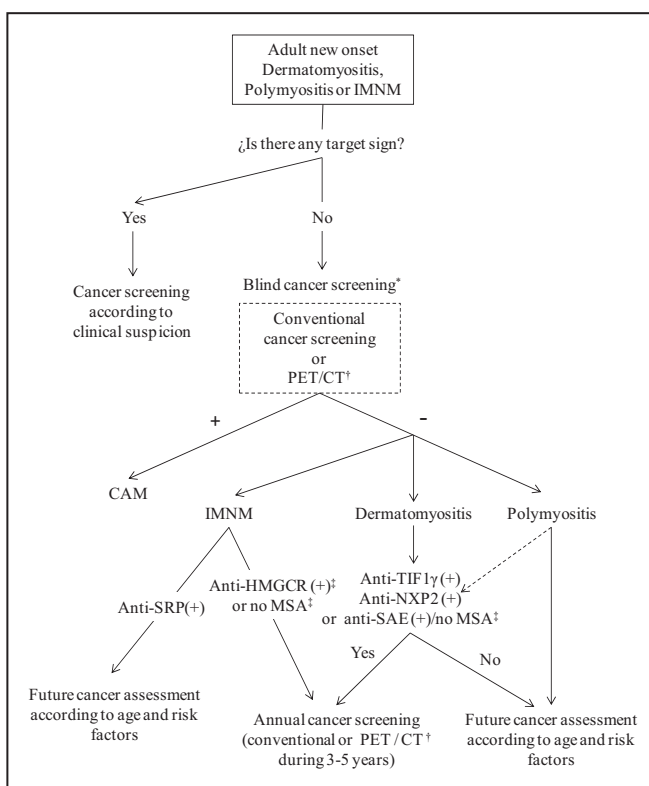 Adult new onset
Dermatomyositis,
Polymyositis or IMNM
¿Is there any target sign?
Yes
No
Cancer screening
according to
clinical suspicion
Blind cancer screening*
Conventional
cancer screening
or
PET/CT†
+
-
CAM
IMNM
Dermatomyositis
Polymyositis
Anti-SRP(+)
Anti-HMGCR (+)‡
or no MSA‡
Anti-TIF1γ (+)
Anti-NXP2 (+)
or anti-SAE (+)/no MSA‡
Yes
No
Future cancer assessment
according to age and risk
factors
Annual cancer screening
(conventional or PET / CT †
during 3-5 years)
Future cancer assessment
according to age and risk
factors